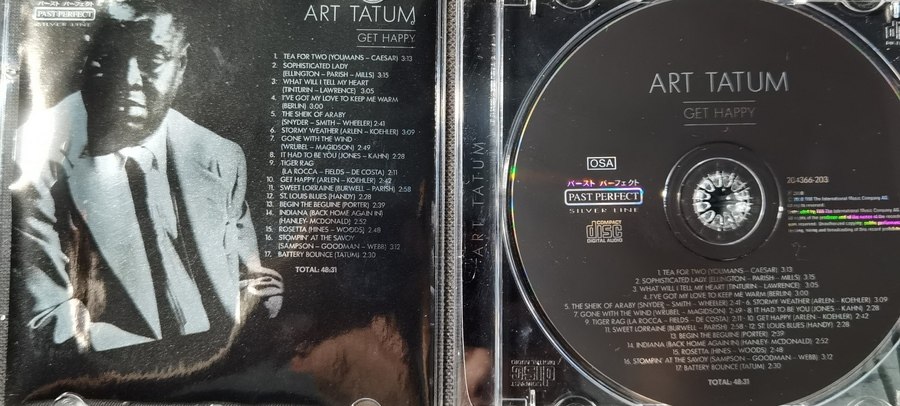 パースト パーフェクト
PAST PERFECT
SILVER LINE
ART TATUM
GET HAPPY
1. TEA FOR TWO (YOUMANS – CAESAR) 3:13
2. SOPHISTICATED LADY
(ELLINGTON – PARISH – MILLS) 3:15
3. WHAT WILL I TELL MY HEART
(TINTURIN – LAWRENCE) 3:05
4. I'VE GOT MY LOVE TO KEEP ME WARM
(BERLIN) 3:00
5. THE SHEIK OF ARABY
(SNYDER – SMITH – WHEELER) 2:41
6. STORMY WEATHER (ARLEN – KOEHLER) 3:09
7. GONE WITH THE WIND
(WRUBEL – MAGIDSON) 2:49
8. IT HAD TO BE YOU (JONES – KAHN) 2:28
9. TIGER RAG
(LA ROCCA – FIELDS – DE COSTA) 2:11
10. GET HAPPY (ARLEN – KOEHLER) 2:42
11. SWEET LORRAINE (BURWELL – PARISH) 2:58
12. ST. LOUIS BLUES (HANDY) 2:28
13. BEGIN THE BEGUINE (PORTER) 2:39
14. INDIANA (BACK HOME AGAIN IN)
(HANLEY- MCDONALD) 2:52
15. ROSETTA (HINES – WOODS) 2:48
16. STOMPIN' AT THE SAVOY
(SAMPSON – GOODMAN – WEBB) 3:12
17. BATTERY BOUNCE (TATUM) 2:30
TOTAL: 48:31
ART TATUM
ART TATUM
GET HAPPY
OSA
パースト パーフェクト
PAST PERFECT
SILVER LINE
COMPACT
disc
DIGITAL AUDIO
204366-203
The International Music Company AG
1. TEA FOR TWO (YOUMANS – CAESAR) 3:13
2. SOPHISTICATED LADY (ELLINGTON – PARISH – MILLS) 3:15
3. WHAT WILL I TELL MY HEART (TINTURIN – LAWRENCE) 3:05
4. I'VE GOT MY LOVE TO KEEP ME WARM (BERLIN) 3:00
5. THE SHEIK OF ARABY (SNYDER – SMITH – WHEELER) 2:41 · 6. STORMY WEATHER (ARLEN – KOEHLER) 3:09
7. GONE WITH THE WIND (WRUBEL – MAGIDSON) 2:49 · 8. IT HAD TO BE YOU (JONES – KAHN) 2:28
9. TIGER RAG (LA ROCCA – FIELDS – DE COSTA) 2:11 · 10. GET HAPPY (ARLEN – KOEHLER) 2:42
11. SWEET LORRAINE (BURWELL – PARISH) 2:58 · 12. ST. LOUIS BLUES (HANDY) 2:28
13. BEGIN THE BEGUINE (PORTER) 2:39
14. INDIANA (BACK HOME AGAIN IN) (HANLEY- MCDONALD) 2:52
15. ROSETTA (HINES – WOODS) 2:48
16. STOMPIN' AT THE SAVOY (SAMPSON – GOODMAN – WEBB) 3:12
17. BATTERY BOUNCE (TATUM) 2:30
TOTAL: 48:31